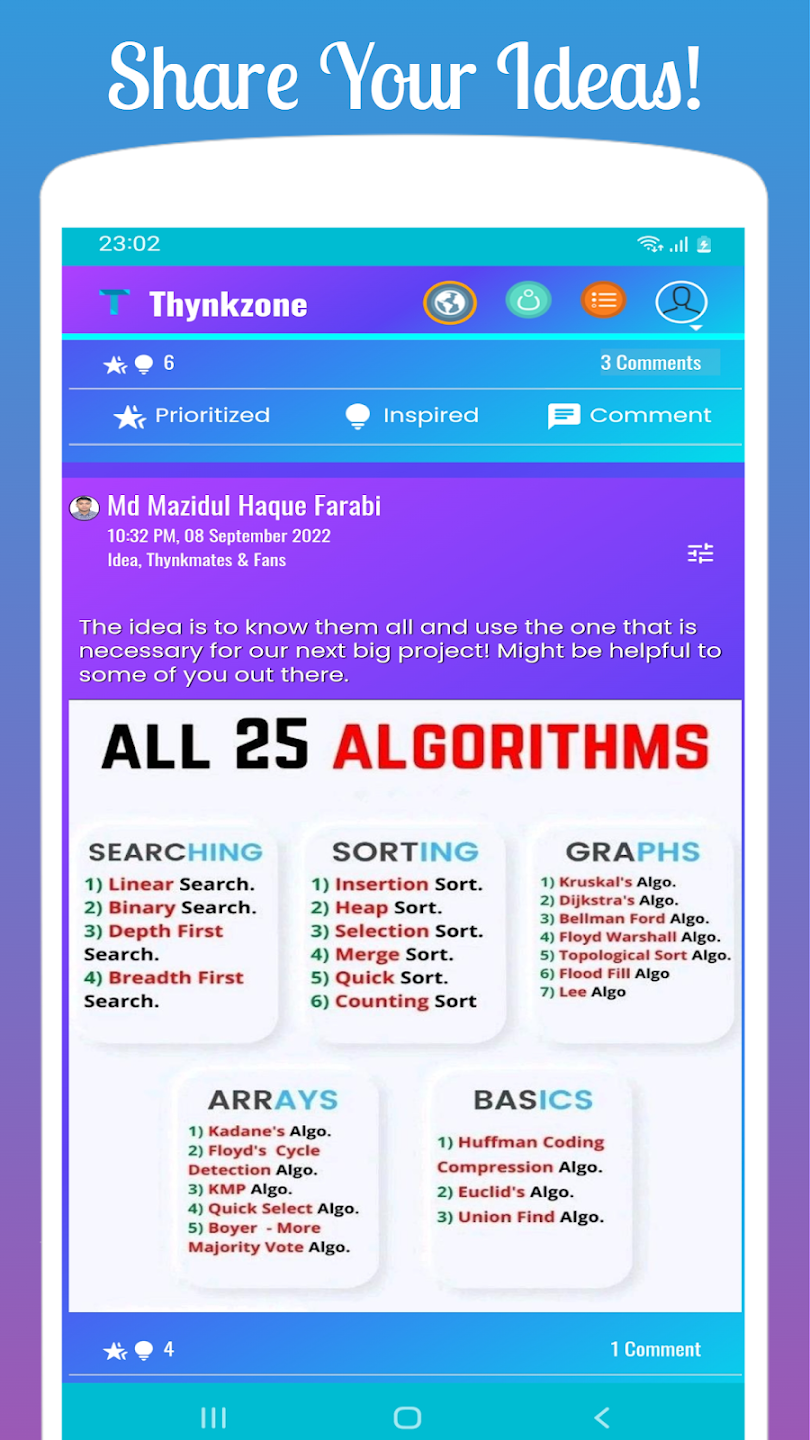 Share Your Ideas!
23:02
T Thynkzone
6 3 Comments
Prioritized Inspired Comment
Md Mazidul Haque Farabi
10:32 PM, 08 September 2022
Idea, Thynkmates & Fans
The idea is to know them all and use the one that is
necessary for our next big project! Might be helpful to
some of you out there.
ALL 25 ALGORITHMS
SEARCHING
1) Linear Search.
2) Binary Search.
3) Depth First
Search.
4) Breadth First
Search.
SORTING
1) Insertion Sort.
2) Heap Sort.
3) Selection Sort.
4) Merge Sort.
5) Quick Sort.
6) Counting Sort
GRAPHS
1) Kruskal's Algo.
2) Dijkstra's Algo.
3) Bellman Ford Algo.
4) Floyd Warshall Algo.
5) Topological Sort Algo.
6) Flood Fill Algo
7) Lee Algo
ARRAYS
1) Kadane's Algo.
2) Floyd's Cycle
Detection Algo.
3) KMP Algo.
4) Quick Select Algo.
5) Boyer - More
Majority Vote Algo.
BASICS
1) Huffman Coding
Compression Algo.
2) Euclid's Algo.
3) Union Find Algo.
4 1 Comment